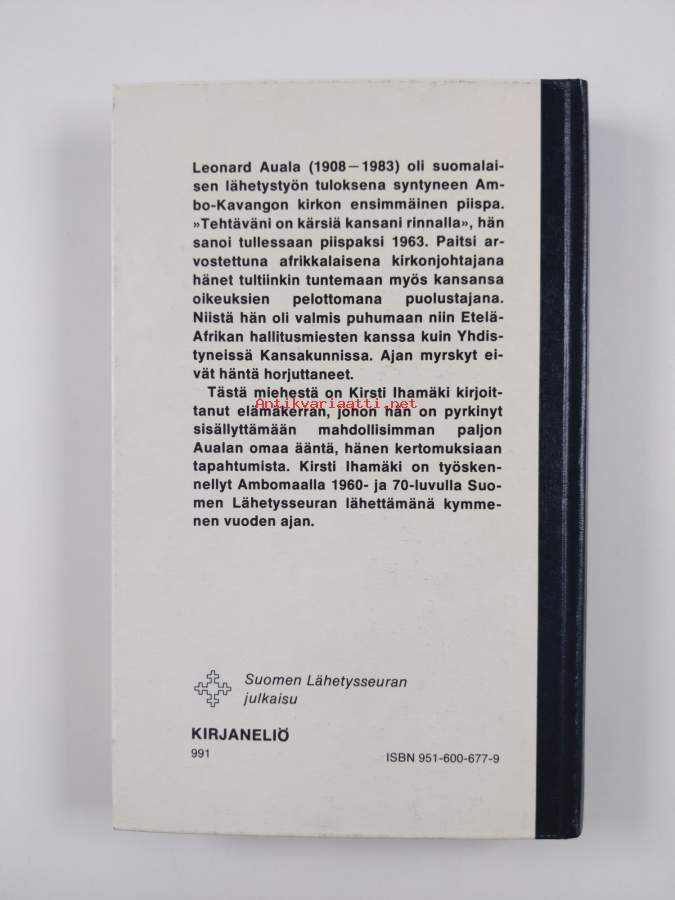 Leonard Auala (1908—1983) oli suomalai-
sen lähetystyön tuloksena syntyneen Am-
bo-Kavangon kirkon ensimmäinen piispa.
»Tehtäväni on kärsiä kansani rinnalla», hän
sanoi tullessaan piispaksi 1963. Paitsi ar-
vostettuna afrikkalaisena kirkonjohtajana
hänet tultiinkin tuntemaan myös kansansa
oikeuksien pelottomana puolustajana.
Niistä hän oli valmis puhumaan niin Etelä-
Afrikan hallitusmiesten kanssa kuin Yhdis-
tyneissä Kansakunnissa. Ajan myrskyt ei-
vät häntä horjuttaneet.
Tästä miehestä on Kirsti Ihamäki kirjoit-
Antikvariaatti.net
tanut elämäkerran, johon hän on pyrkinyt
sisällyttämään mahdollisimman paljon
Aualan omaa ääntä, hänen kertomuksiaan
tapahtumista. Kirsti Ihamäki on työsken-
nellyt Ambomaalla 1960- ja 70-luvulla Suo-
men Lähetysseuran lähettämänä kymme-
nen vuoden ajan.
Suomen Lähetysseuran
julkaisu
KIRJANELIÖ
991
ISBN 951-600-677-9